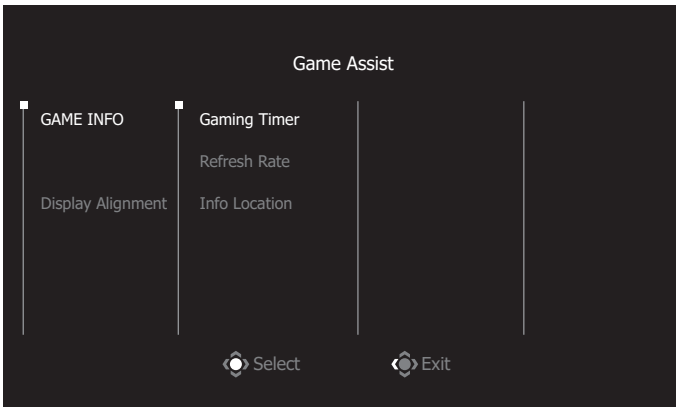 Game Assist
GAME INFO
Gaming Timer
Refresh Rate
Display Alignment
Info Location
Select
Exit